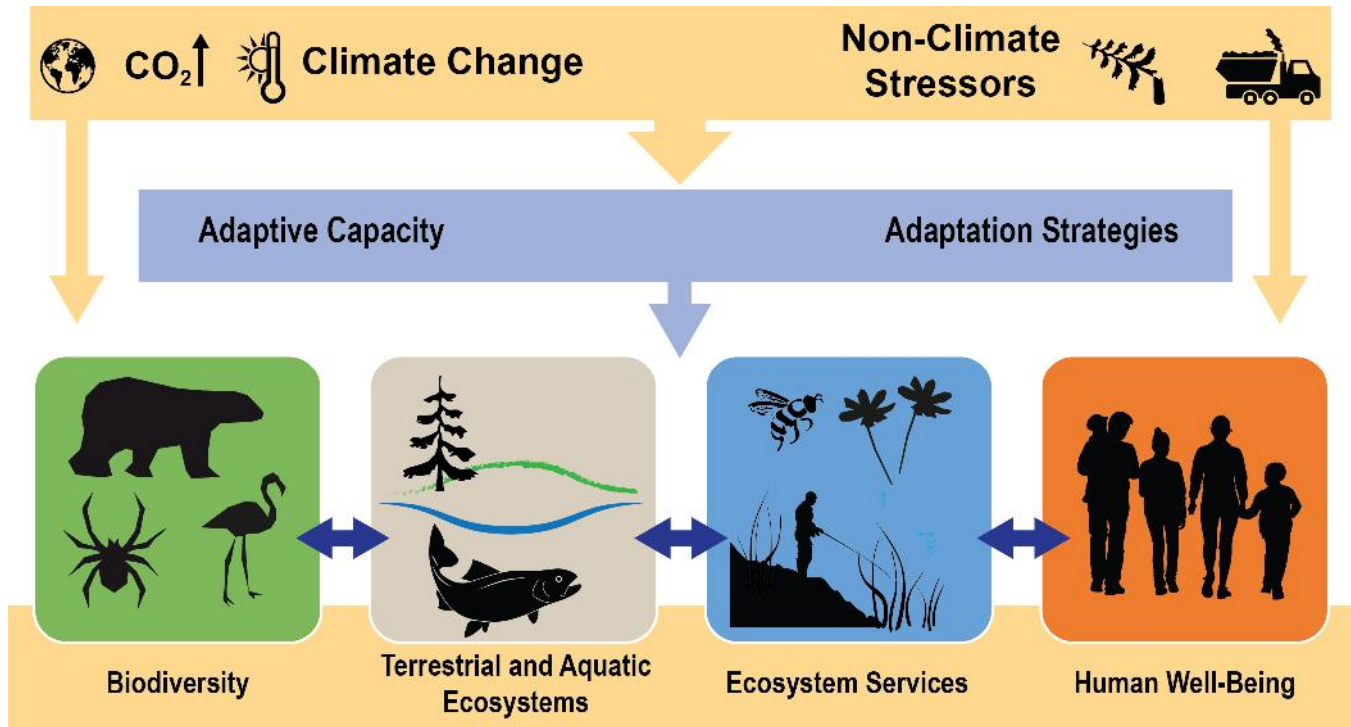 CO₂ Climate Change
Non-Climate
Stressors
Adaptive Capacity
Adaptation Strategies
Biodiversity
Terrestrial and Aquatic
Ecosystems
Ecosystem Services
Human Well-Being